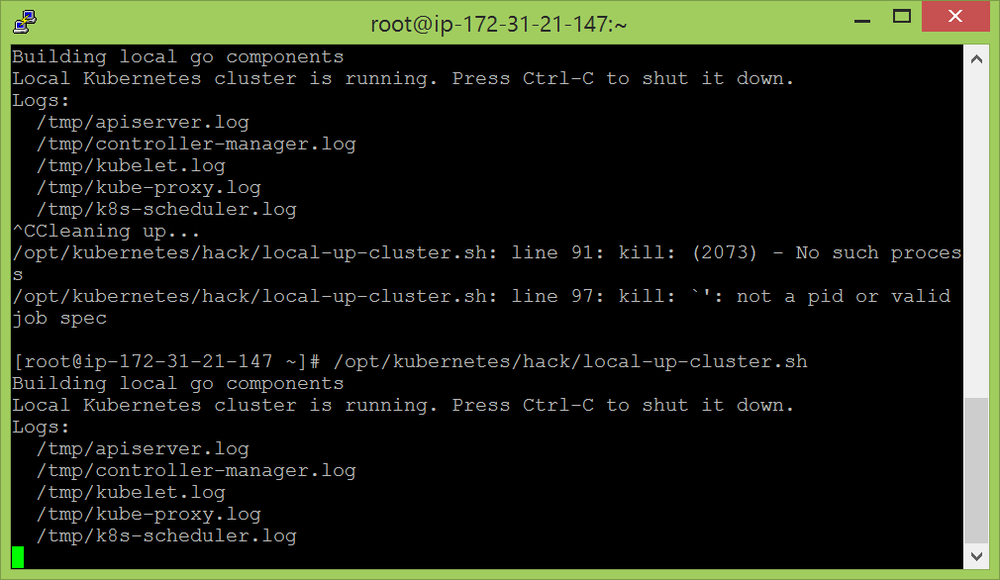 root@ip-172-31-21-147:~
Building local go components
Local Kubernetes cluster is running. Press Ctrl-C to shut it down.
Logs:
  /tmp/apiserver.log
  /tmp/controller-manager.log
  /tmp/kubelet.log
  /tmp/kube-proxy.log
  /tmp/k8s-scheduler.log
^CCleaning up...
/opt/kubernetes/hack/local-up-cluster.sh: line 91: kill: (2073) - No such proces
s
/opt/kubernetes/hack/local-up-cluster.sh: line 97: kill: `': not a pid or valid
job spec
[root@ip-172-31-21-147 ~]# /opt/kubernetes/hack/local-up-cluster.sh
Building local go components
Local Kubernetes cluster is running. Press Ctrl-C to shut it down.
Logs:
  /tmp/apiserver.log
  /tmp/controller-manager.log
  /tmp/kubelet.log
  /tmp/kube-proxy.log
  /tmp/k8s-scheduler.log